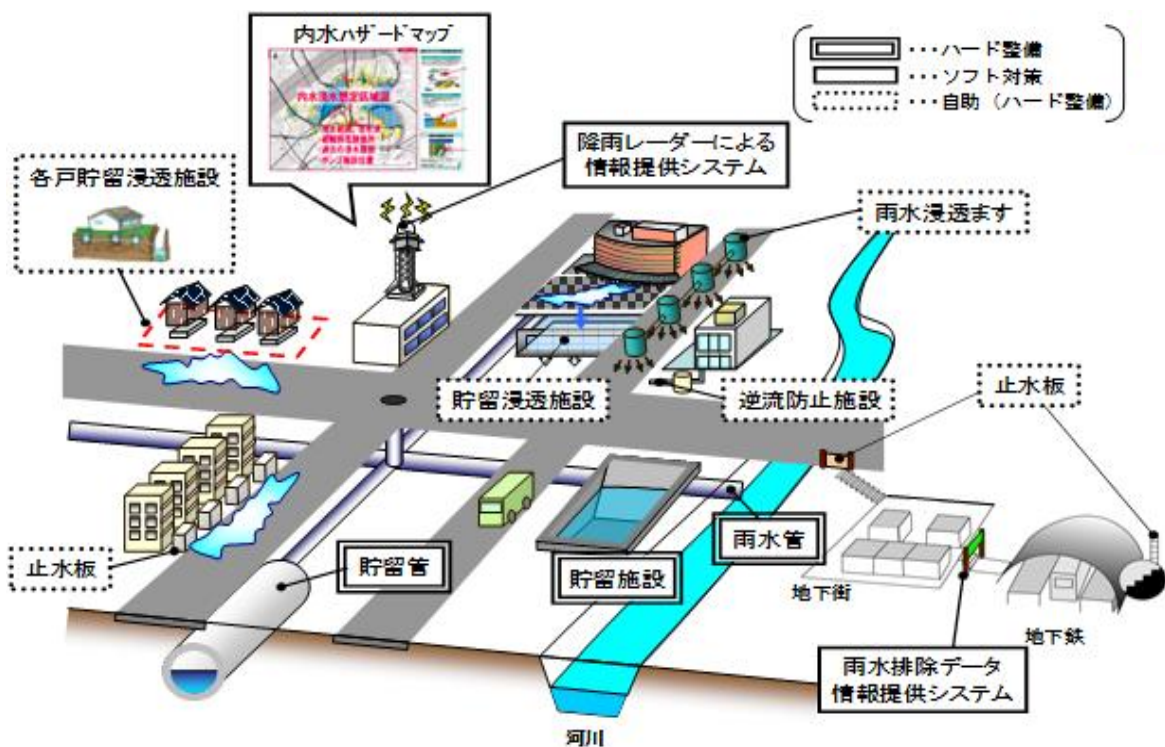 内水ハザードマップ
内水浸水想定区域図
・・・ハード整備
・・・ソフト対策
・・・自助（ハード整備）
降雨レーダーによる
情報提供システム
各戸貯留浸透施設
雨水浸透ます
貯留浸透施設
逆流防止施設
止水板
止水板
貯留管
貯留施設
雨水管
地下街
地下鉄
雨水排除データ
情報提供システム
河川